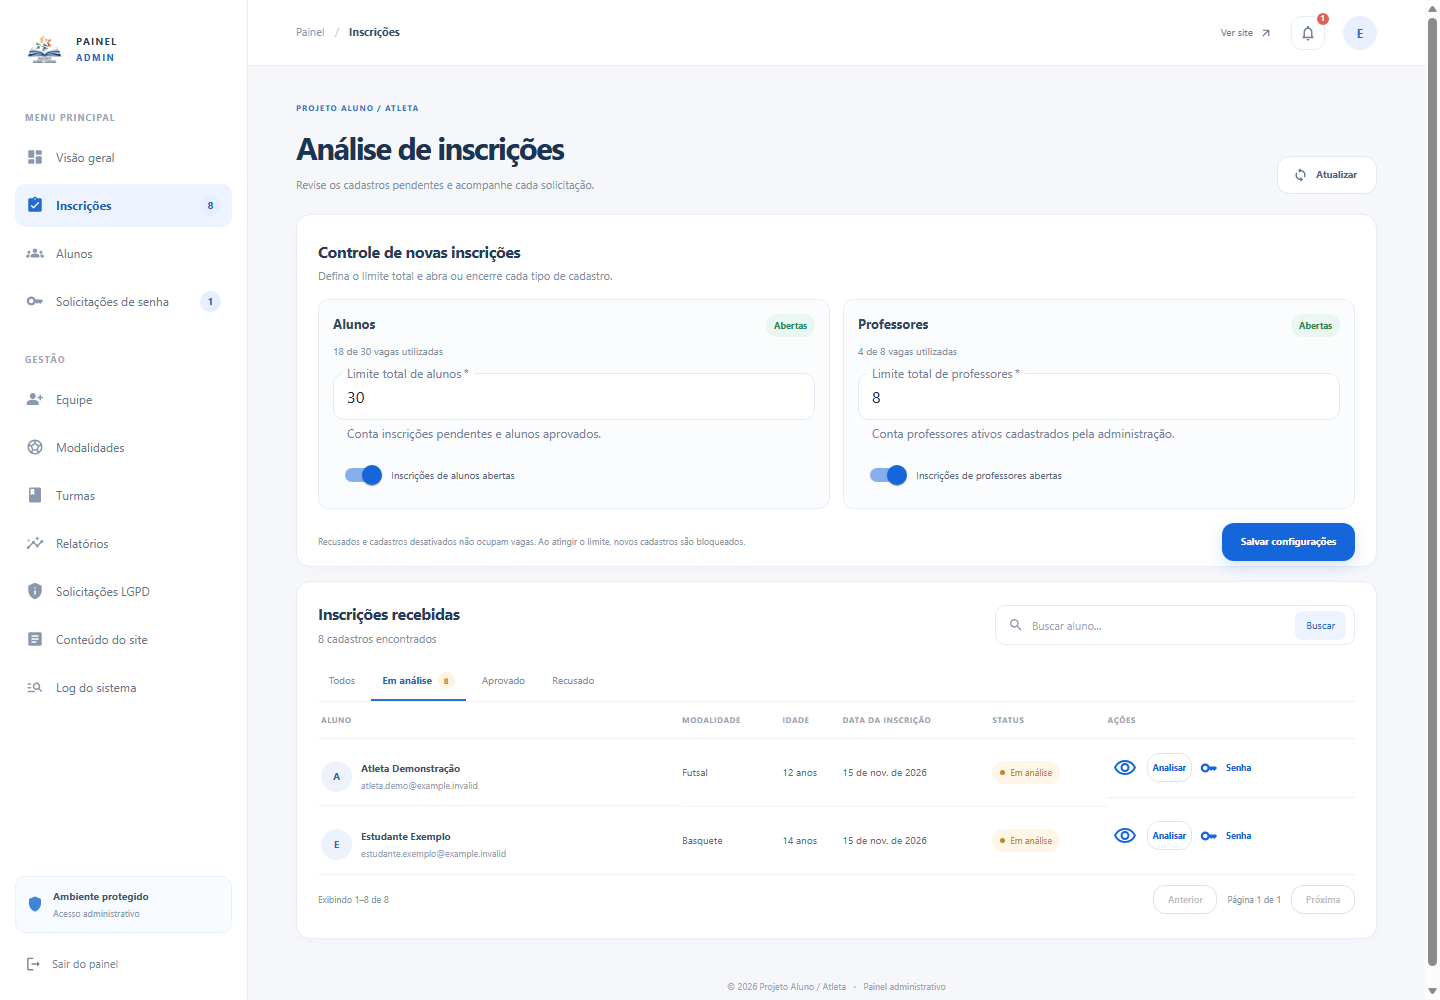 PAINEL
ADMIN
MENU PRINCIPAL
Visão geral
Inscrições 8
Alunos
Solicitações de senha 1
GESTÃO
Equipe
Modalidades
Turmas
Relatórios
Solicitações LGPD
Conteúdo do site
Log do sistema
Ambiente protegido
Acesso administrativo
Sair do painel
Painel / Inscrições
Ver site
1
E
PROJETO ALUNO / ATLETA
Análise de inscrições
Revise os cadastros pendentes e acompanhe cada solicitação.
Atualizar
Controle de novas inscrições
Defina o limite total e abra ou encerre cada tipo de cadastro.
Alunos
Abertas
18 de 30 vagas utilizadas
Limite total de alunos *
30
Conta inscrições pendentes e alunos aprovados.
Inscrições de alunos abertas
Professores
Abertas
4 de 8 vagas utilizadas
Limite total de professores *
8
Conta professores ativos cadastrados pela administração.
Inscrições de professores abertas
Recusados e cadastros desativados não ocupam vagas. Ao atingir o limite, novos cadastros são bloqueados.
Salvar configurações
Inscrições recebidas
8 cadastros encontrados
Buscar aluno...
Buscar
Todos Em análise 8 Aprovado Recusado
ALUNO MODALIDADE IDADE DATA DA INSCRIÇÃO STATUS AÇÕES
A Atleta Demonstração Futsal 12 anos 15 de nov. de 2026 Em análise Analisar Senha
atleta.demo@example.invalid
E Estudante Exemplo Basquete 14 anos 15 de nov. de 2026 Em análise Analisar Senha
estudante.exemplo@example.invalid
Exibindo 1–8 de 8
Anterior Página 1 de 1 Próxima
© 2026 Projeto Aluno / Atleta • Painel administrativo